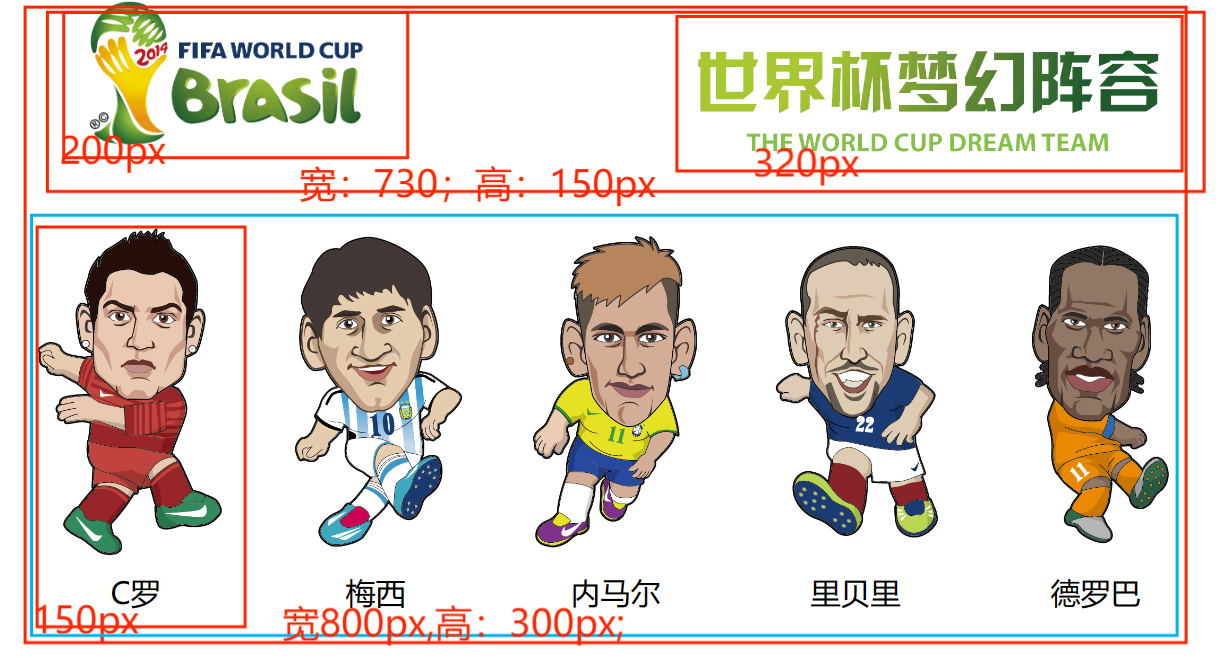 2014
FIFA WORLD CUP
Brasil
®©
世界杯梦幻阵容
THE WORLD CUP DREAM TEAM
200px
320px
宽：730；高：150px
10
11
22
11
C罗
梅西
内马尔
里贝里
德罗巴
150px
宽800px,高：300px;